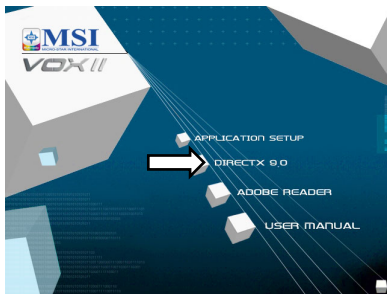 MSI
MICRO-STAR INTERNATIONAL
VOX II
APPLICATION SETUP
DIRECTX 9.0
ADOBE READER
USER MANUAL